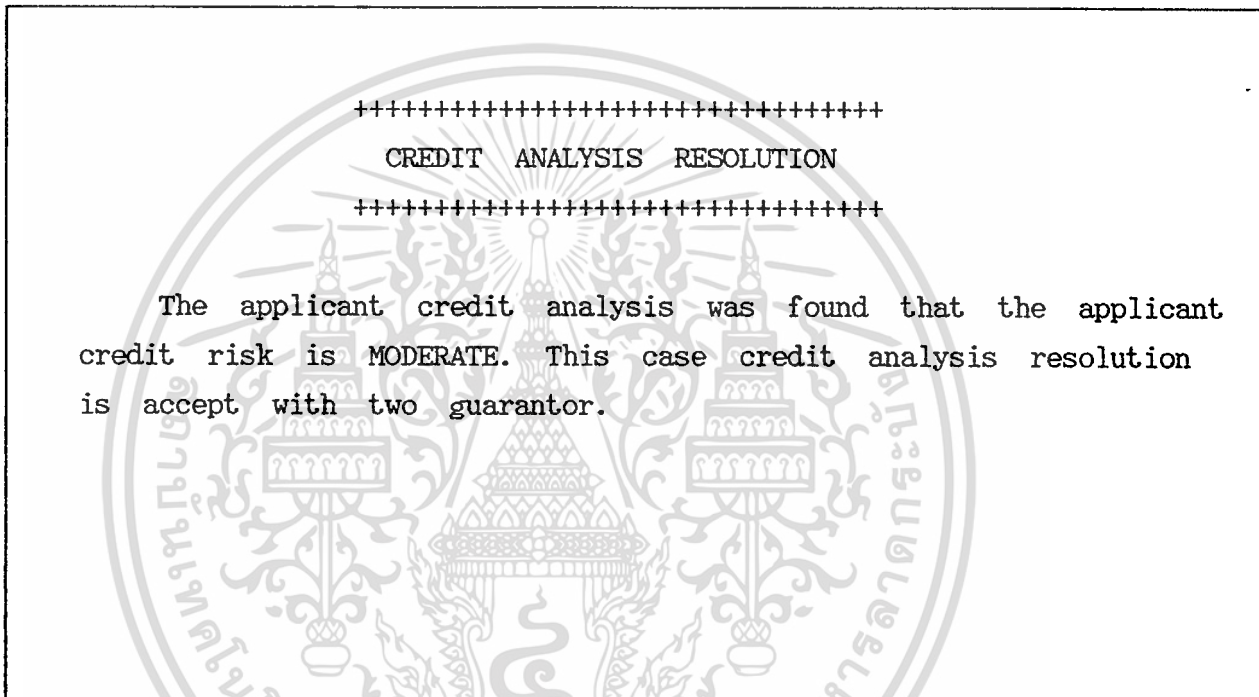 +++++++++++++++++++++++++++++++++
CREDIT ANALYSIS RESOLUTION
+++++++++++++++++++++++++++++++++
The applicant credit analysis was found that the applicant
credit risk is MODERATE. This case credit analysis resolution
is accept with two guarantor.